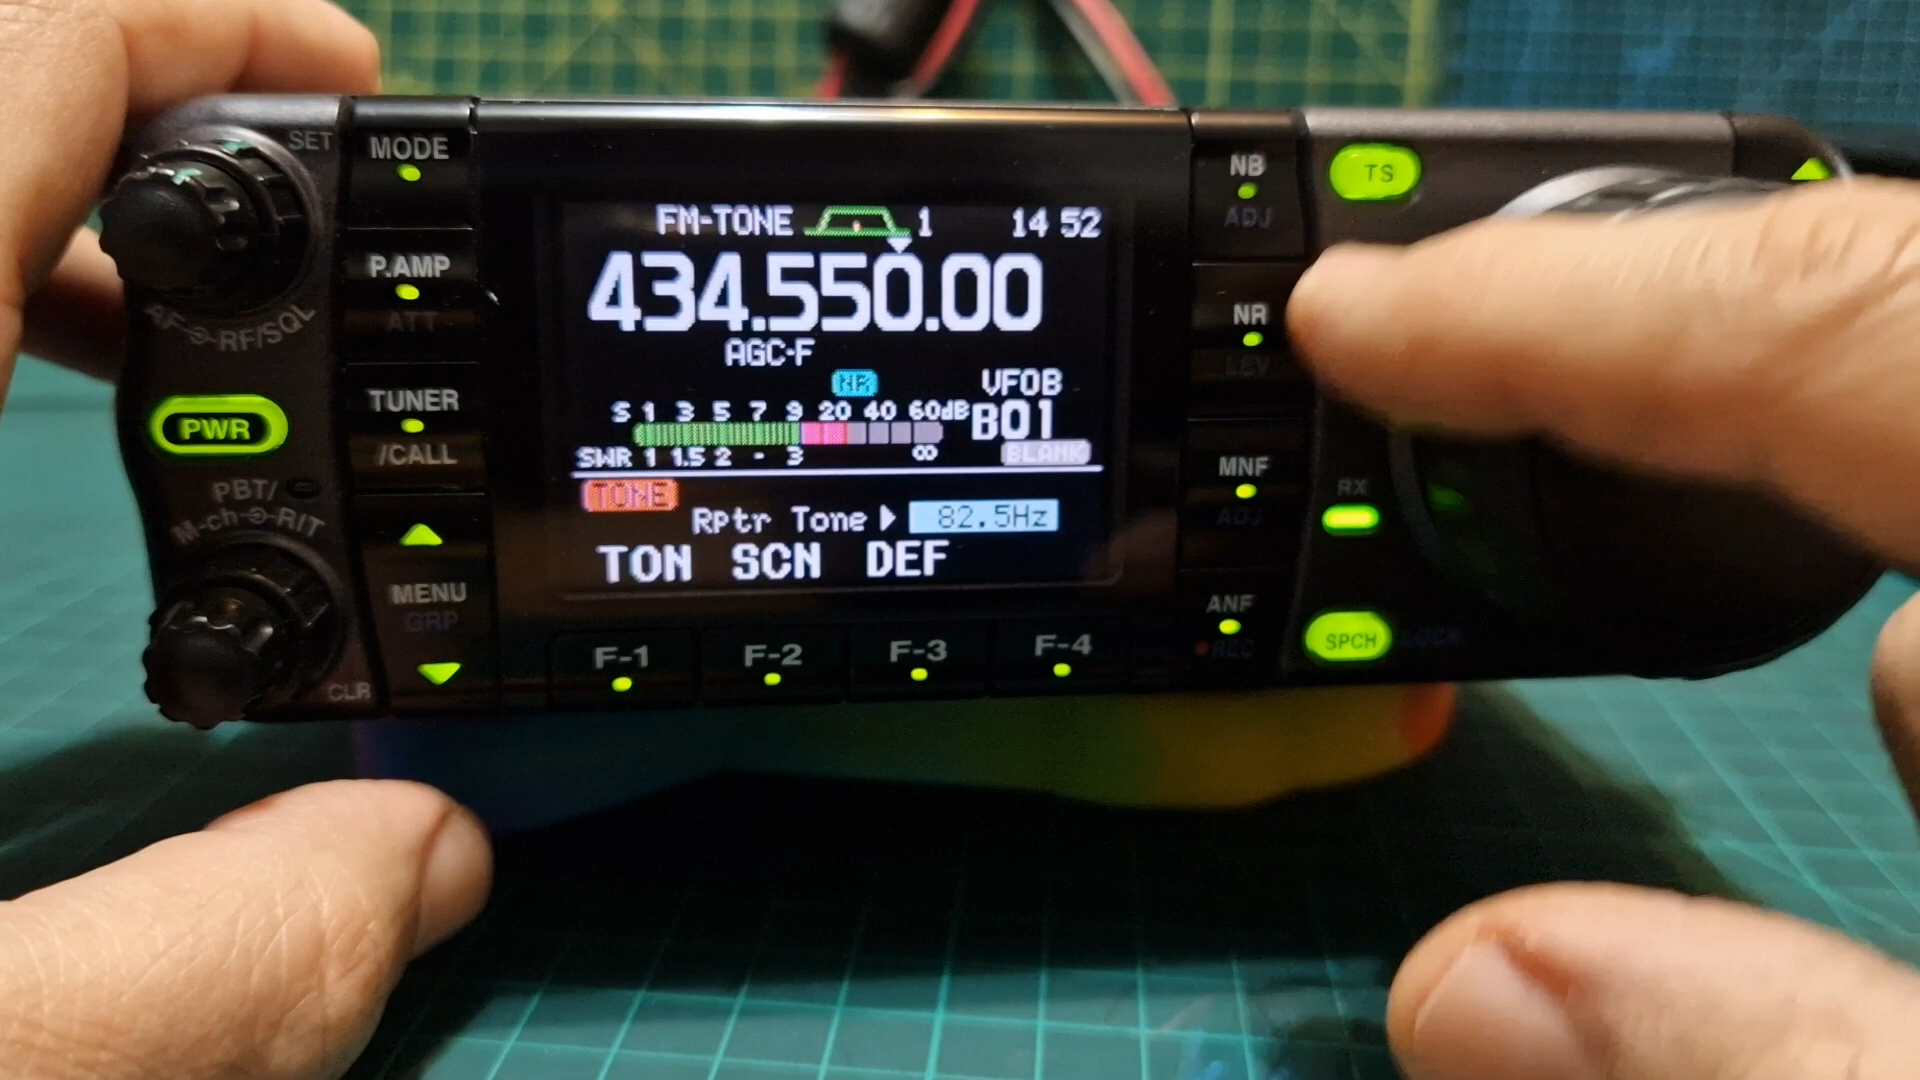 SET
MODE
P.AMP
ATT
AF RF/SQL
TUNER
/CALL
PWR
PBT/
M-ch RIT
MENU
GRP
CLR
FM-TONE 1 14 52
434.550.00
AGC-F
NR VFOB
S 1 3 5 7 9 20 40 60dB B01
SWR 1 1.5 2 - 3 ∞ BLANK
TONE
Rptr Tone 82.5Hz
TON SCN DEF
F-1 F-2 F-3 F-4
NB
ADJ
NR
LEV
MNF
ADJ
ANF
REC
TS
RX
SPCH LOCK